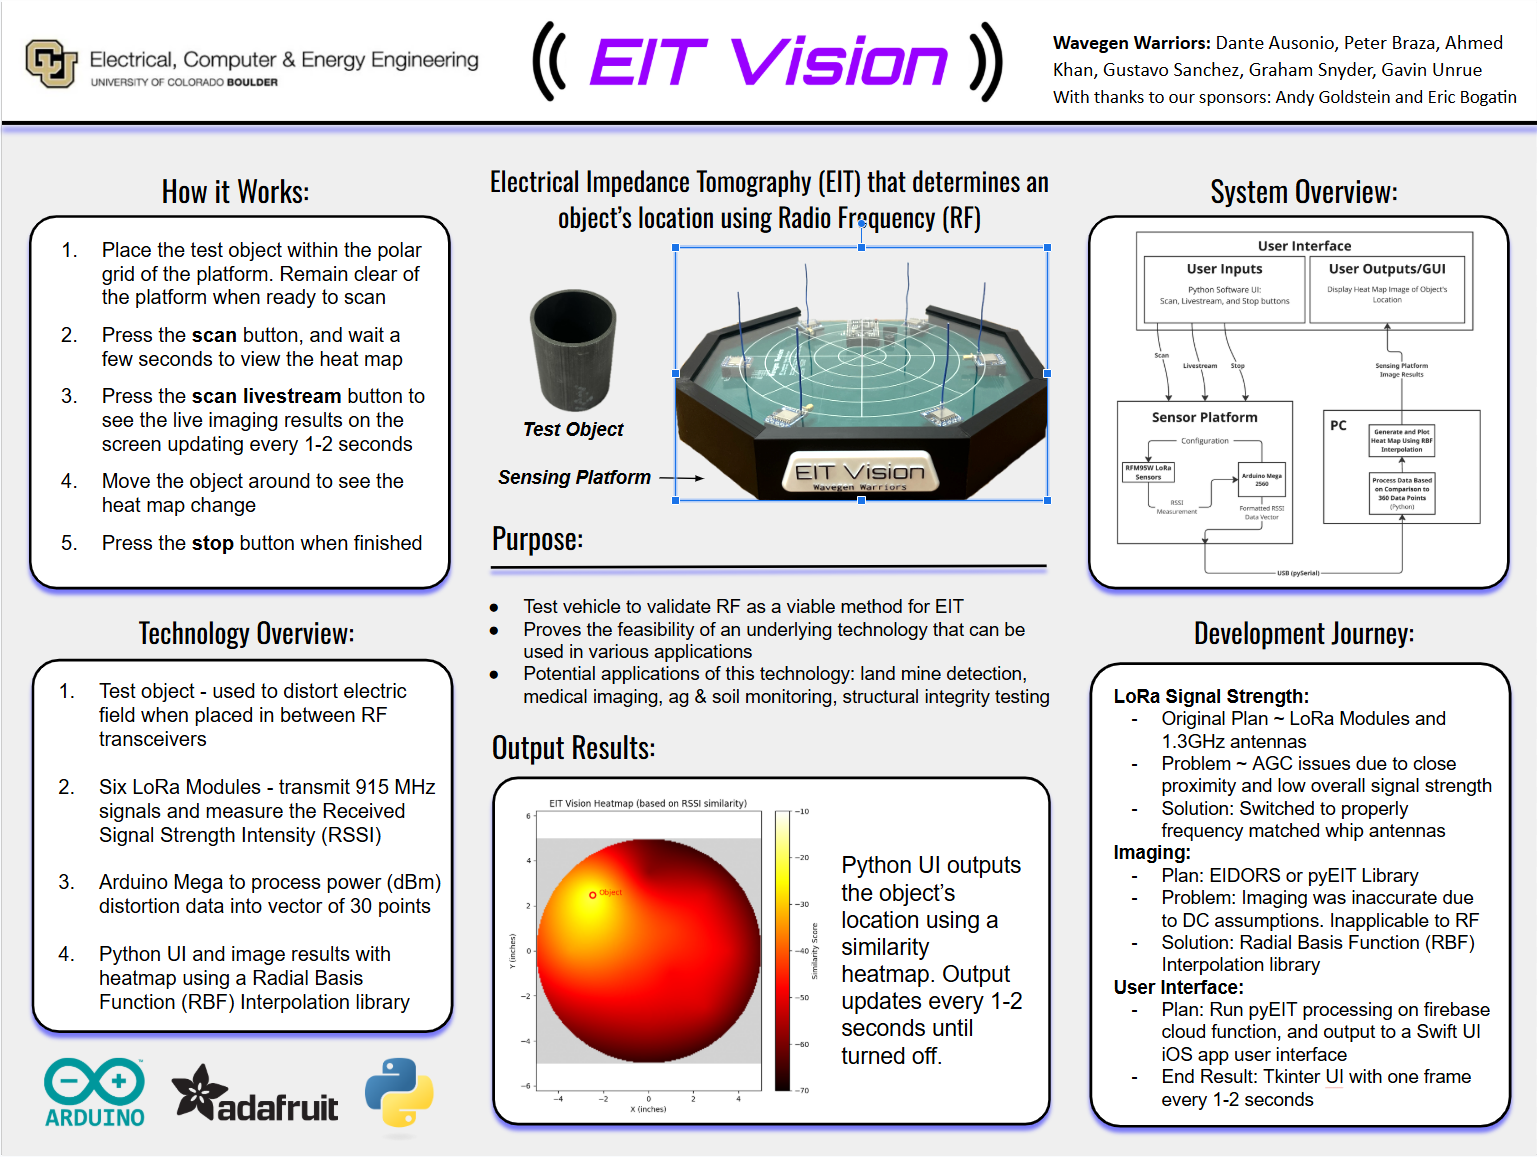 Electrical, Computer & Energy Engineering
UNIVERSITY OF COLORADO BOULDER
EIT Vision
Wavegen Warriors: Dante Ausonio, Peter Braza, Ahmed
Khan, Gustavo Sanchez, Graham Snyder, Gavin Unrue
With thanks to our sponsors: Andy Goldstein and Eric Bogatin
How it Works:
1. Place the test object within the polar
grid of the platform. Remain clear of
the platform when ready to scan
2. Press the scan button, and wait a
few seconds to view the heat map
3. Press the scan livestream button to
see the live imaging results on the
screen updating every 1-2 seconds
4. Move the object around to see the
heat map change
5. Press the stop button when finished
Technology Overview:
1. Test object - used to distort electric
field when placed in between RF
transceivers
2. Six LoRa Modules - transmit 915 MHz
signals and measure the Received
Signal Strength Intensity (RSSI)
3. Arduino Mega to process power (dBm)
distortion data into vector of 30 points
4. Python UI and image results with
heatmap using a Radial Basis
Function (RBF) Interpolation library
ARDUINO
adafruit
Electrical Impedance Tomography (EIT) that determines an
object's location using Radio Frequency (RF)
Test Object
Sensing Platform
EIT Vision
Wavegen Warriors
Purpose:
● Test vehicle to validate RF as a viable method for EIT
● Proves the feasibility of an underlying technology that can be
used in various applications
● Potential applications of this technology: land mine detection,
medical imaging, ag & soil monitoring, structural integrity testing
Output Results:
EIT Vision Heatmap (based on RSSI similarity)
6
4
2
0
−2
−4
−6
Y (inches)
−4 −2 0 2 4
X (inches)
Object
−10
−20
−30
−40
−50
−60
−70
Similarity Score
Python UI outputs
the object's
location using a
similarity
heatmap. Output
updates every 1-2
seconds until
turned off.
System Overview:
User Interface
User Inputs
Python Software UI:
Scan, Livestream, and Stop buttons
User Outputs/GUI
Display Heat Map Image of Object's
Location
Scan
Livestream
Stop
Sensing Platform
Image Results
Sensor Platform
Configuration
RFM95W LoRa
Sensors
Arduino Mega
2560
RSSI
Measurement
Formatted RSSI
Data Vector
PC
Generate and Plot
Heat Map Using RBF
Interpolation
Process Data Based
on Comparison to
360 Data Points
(Python)
USB (pySerial)
Development Journey:
LoRa Signal Strength:
- Original Plan ~ LoRa Modules and
1.3GHz antennas
- Problem ~ AGC issues due to close
proximity and low overall signal strength
- Solution: Switched to properly
frequency matched whip antennas
Imaging:
- Plan: EIDORS or pyEIT Library
- Problem: Imaging was inaccurate due
to DC assumptions. Inapplicable to RF
- Solution: Radial Basis Function (RBF)
Interpolation library
User Interface:
- Plan: Run pyEIT processing on firebase
cloud function, and output to a Swift UI
iOS app user interface
- End Result: Tkinter UI with one frame
every 1-2 seconds